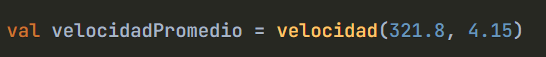 val velocidadPromedio = velocidad(321.8, 4.15)